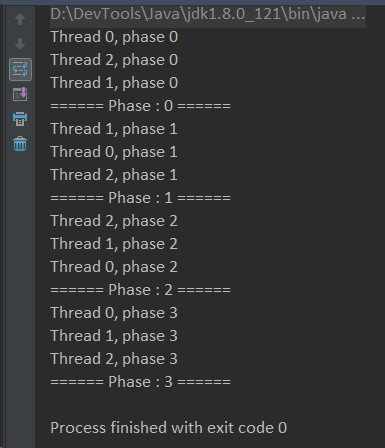 D:\DevTools\Java\jdk1.8.0_121\bin\java ...
Thread 0, phase 0
Thread 2, phase 0
Thread 1, phase 0
====== Phase : 0 ======
Thread 1, phase 1
Thread 0, phase 1
Thread 2, phase 1
====== Phase : 1 ======
Thread 2, phase 2
Thread 1, phase 2
Thread 0, phase 2
====== Phase : 2 ======
Thread 0, phase 3
Thread 1, phase 3
Thread 2, phase 3
====== Phase : 3 ======
Process finished with exit code 0